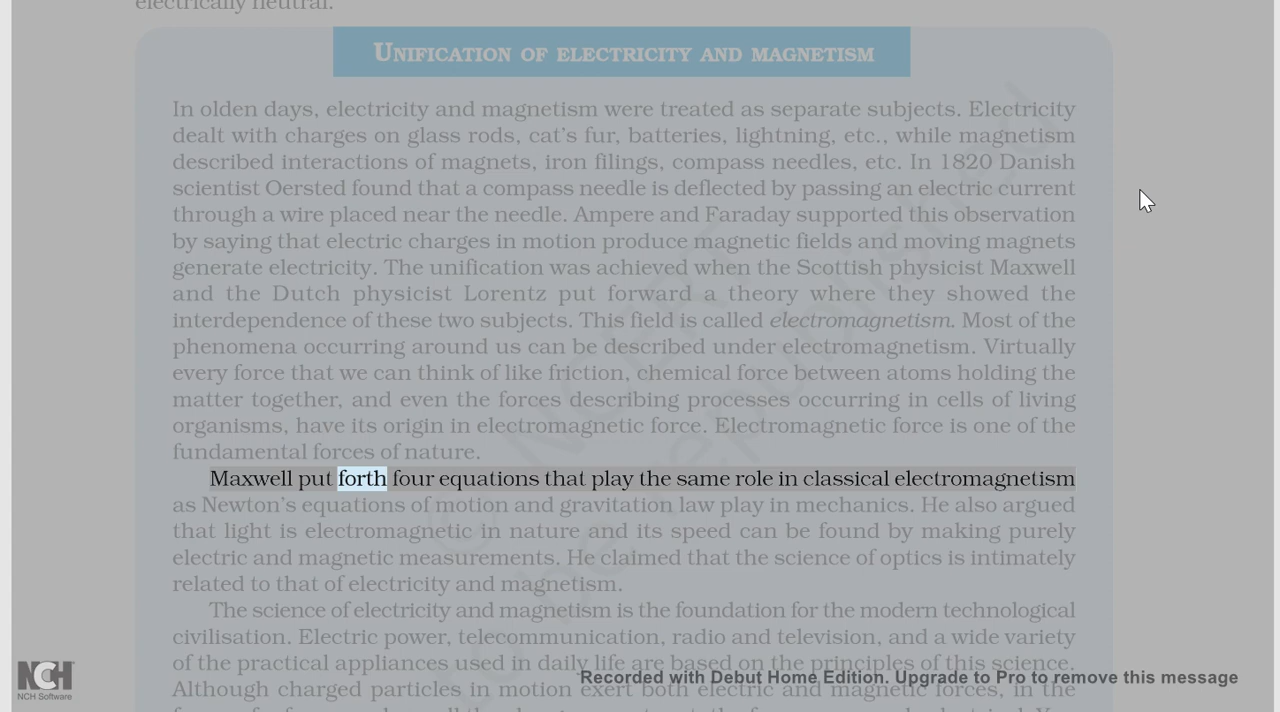 electrically neutral.
UNIFICATION OF ELECTRICITY AND MAGNETISM
In olden days, electricity and magnetism were treated as separate subjects. Electricity
dealt with charges on glass rods, cat's fur, batteries, lightning, etc., while magnetism
described interactions of magnets, iron filings, compass needles, etc. In 1820 Danish
scientist Oersted found that a compass needle is deflected by passing an electric current
through a wire placed near the needle. Ampere and Faraday supported this observation
by saying that electric charges in motion produce magnetic fields and moving magnets
generate electricity. The unification was achieved when the Scottish physicist Maxwell
and the Dutch physicist Lorentz put forward a theory where they showed the
interdependence of these two subjects. This field is called electromagnetism. Most of the
phenomena occurring around us can be described under electromagnetism. Virtually
every force that we can think of like friction, chemical force between atoms holding the
matter together, and even the forces describing processes occurring in cells of living
organisms, have its origin in electromagnetic force. Electromagnetic force is one of the
fundamental forces of nature.
Maxwell put forth four equations that play the same role in classical electromagnetism
as Newton's equations of motion and gravitation law play in mechanics. He also argued
that light is electromagnetic in nature and its speed can be found by making purely
electric and magnetic measurements. He claimed that the science of optics is intimately
related to that of electricity and magnetism.
The science of electricity and magnetism is the foundation for the modern technological
civilisation. Electric power, telecommunication, radio and television, and a wide variety
of the practical appliances used in daily life are based on the principles of this science.
Although charged particles in motion exert both electric and magnetic forces, in the
NCH
NCH Software
Recorded with Debut Home Edition. Upgrade to Pro to remove this message